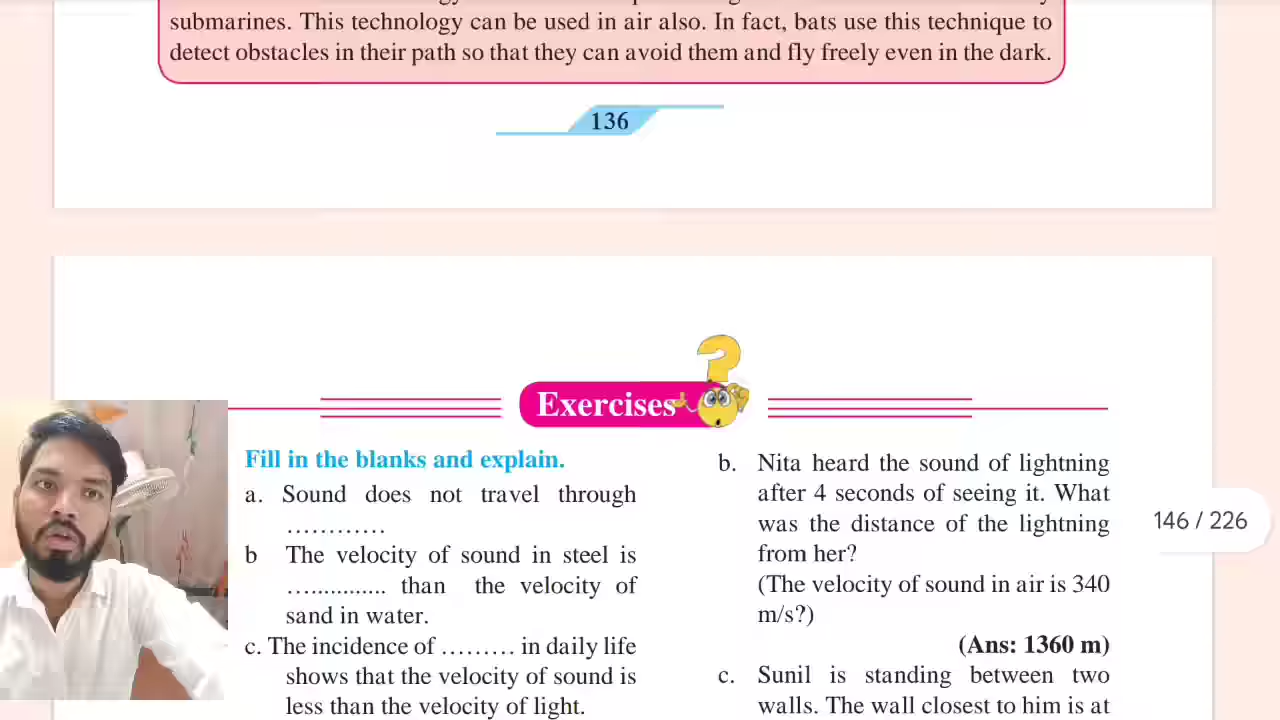 submarines. This technology can be used in air also. In fact, bats use this technique to
detect obstacles in their path so that they can avoid them and fly freely even in the dark.
136
Exercises
Fill in the blanks and explain.
a. Sound does not travel through
…………
b The velocity of sound in steel is
…............ than the velocity of
sand in water.
c. The incidence of ……… in daily life
shows that the velocity of sound is
less than the velocity of light.
b. Nita heard the sound of lightning
after 4 seconds of seeing it. What
was the distance of the lightning
from her?
(The velocity of sound in air is 340
m/s?)
(Ans: 1360 m)
c. Sunil is standing between two
walls. The wall closest to him is at
146 / 226